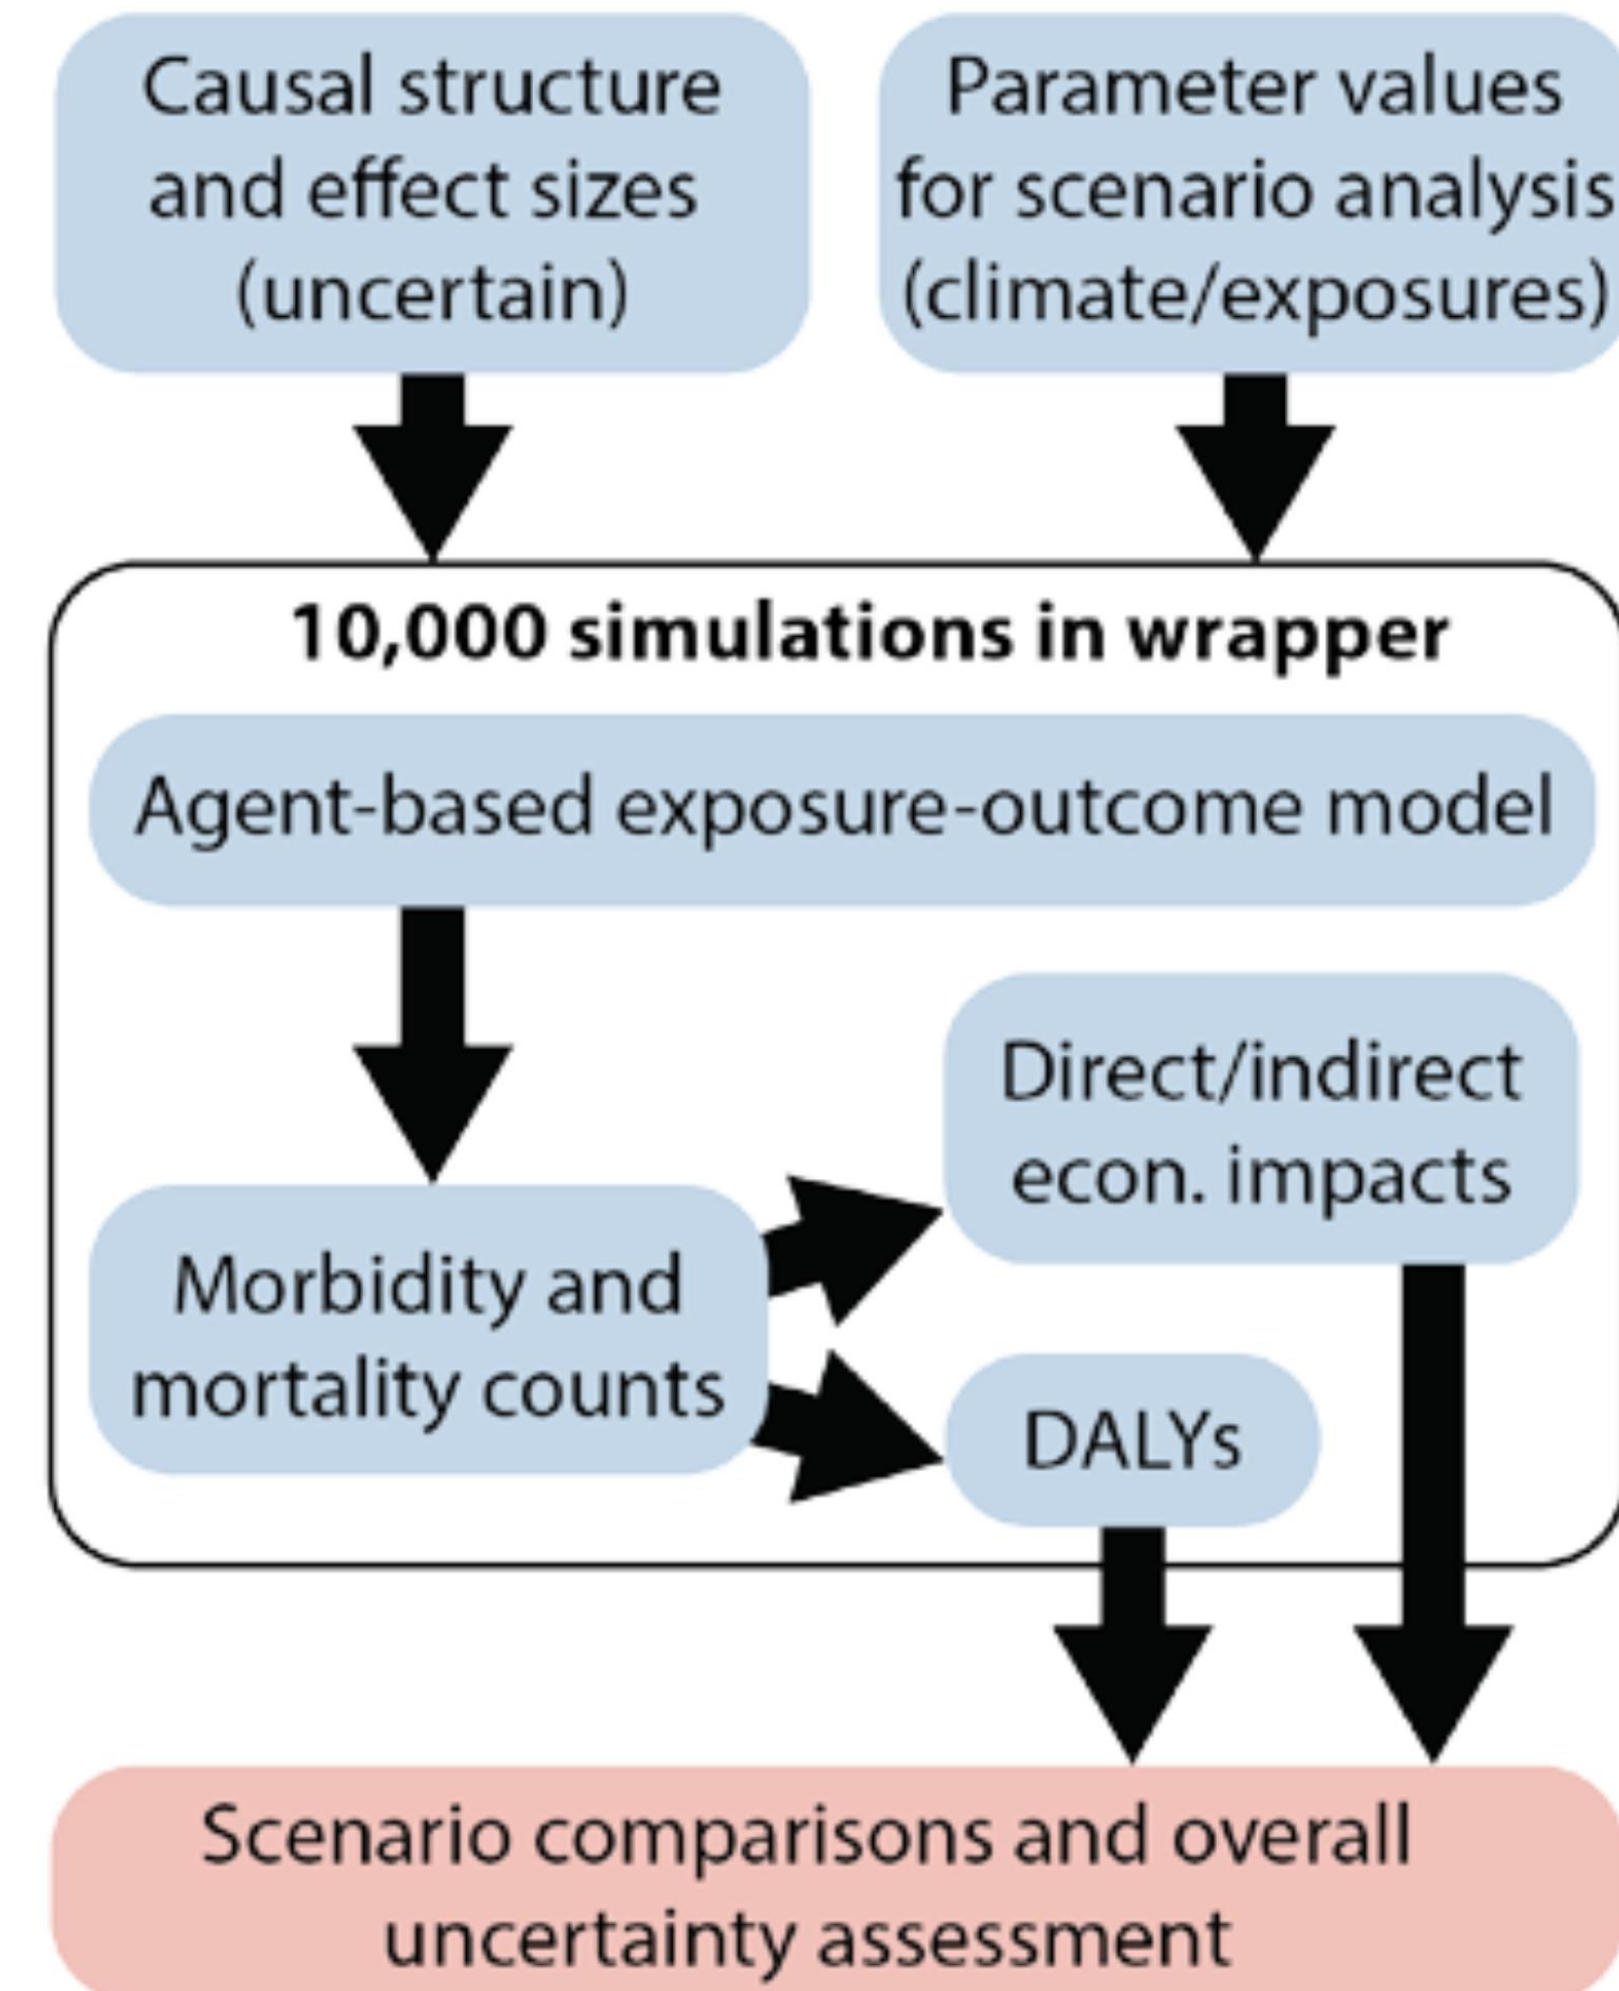 Causal structure
and effect sizes
(uncertain)
Parameter values
for scenario analysis
(climate/exposures)
10,000 simulations in wrapper
Agent-based exposure-outcome model
Direct/indirect
econ. impacts
Morbidity and
mortality counts
DALYs
Scenario comparisons and overall
uncertainty assessment